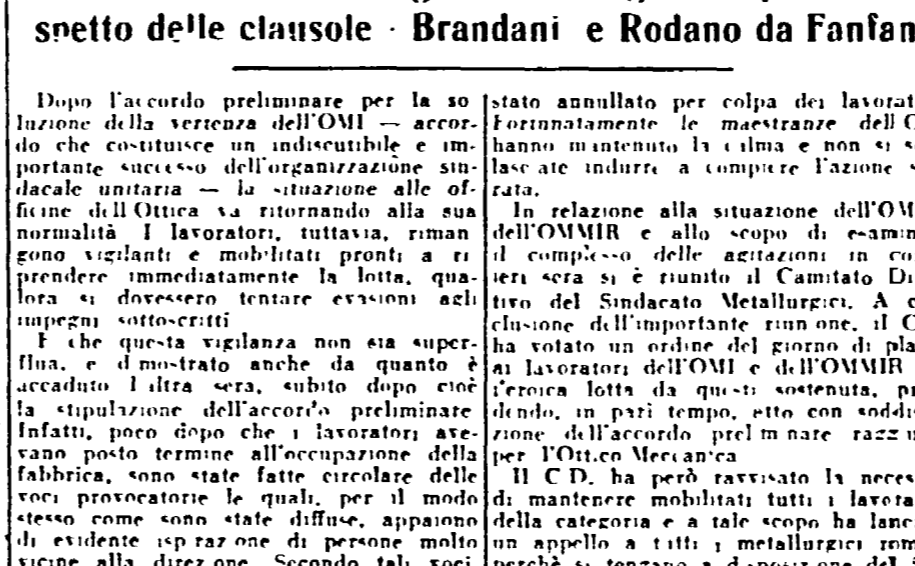 spetto delle clausole · Brandani e Rodano da Fanfan
Dopo l'accordo preliminare per la so
luzione della vertenza dell'OMI — accor-
do che costituisce un indiscutibile e im-
portante successo dell'organizzazione sin-
dacale unitaria — la situazione alle of-
ficine dell Ottica va ritornando alla sua
normalità I lavoratori, tuttavia, riman
gono vigilanti e mobilitati pronti a ri
prendere immediatamente la lotta, qua-
lora si dovessero tentare evasioni agli
impegni sottoscritti
E che questa vigilanza non sia super-
flua, e dimostrato anche da quanto è
accaduto l altra sera, subito dopo cioè
la stipulazione dell'accordo preliminare
Infatti, poco dopo che i lavoratori ave-
vano posto termine all'occupazione della
fabbrica, sono state fatte circolare delle
voci provocatorie le quali, per il modo
stesso come sono state diffuse, appaiono
di evidente ispirazione di persone molto
vicine alla direzione. Secondo tali voci
stato annullato per colpa dei lavorat
Fortunatamente le maestranze dell O
hanno mantenuto la calma e non si s
lasciate indurre a compiere l'azione s
rata.
In relazione alla situazione dell'OM
dell'OMMIR e allo scopo di esamin
il complesso delle agitazioni in co
ieri sera si è riunito il Camitato Di
tivo del Sindacato Metallurgici. A c
clusione dell'importante riunione, il C
ha votato un ordine del giorno di pla
ai lavoratori dell'OMI e dell'OMMIR
l'eroica lotta da questi sostenuta, pr
dendo, in pari tempo, atto con soddis
zione dell'accordo preliminare raggiu
per l'Ottico Meccanica
Il C D. ha però ravvisato la neces
di mantenere mobilitati tutti i lavora
della categoria e a tale scopo ha lanc
un appello a tutti i metallurgici rom
perchè si tengano a disposizione del